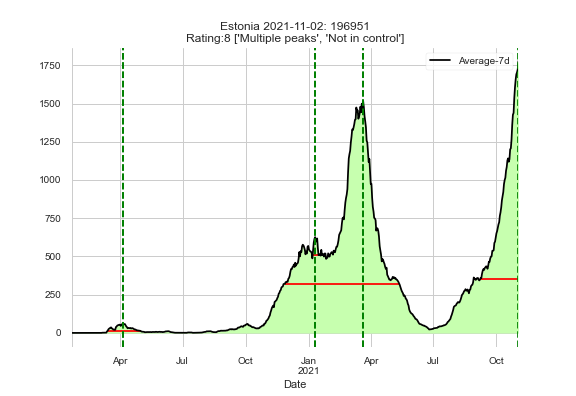 Estonia 2021-11-02: 196951
Rating:8 ['Multiple peaks', 'Not in control']
Average-7d
1750
1500
1250
1000
750
500
250
0
Apr Jul Oct Jan Apr Jul Oct
2021
Date